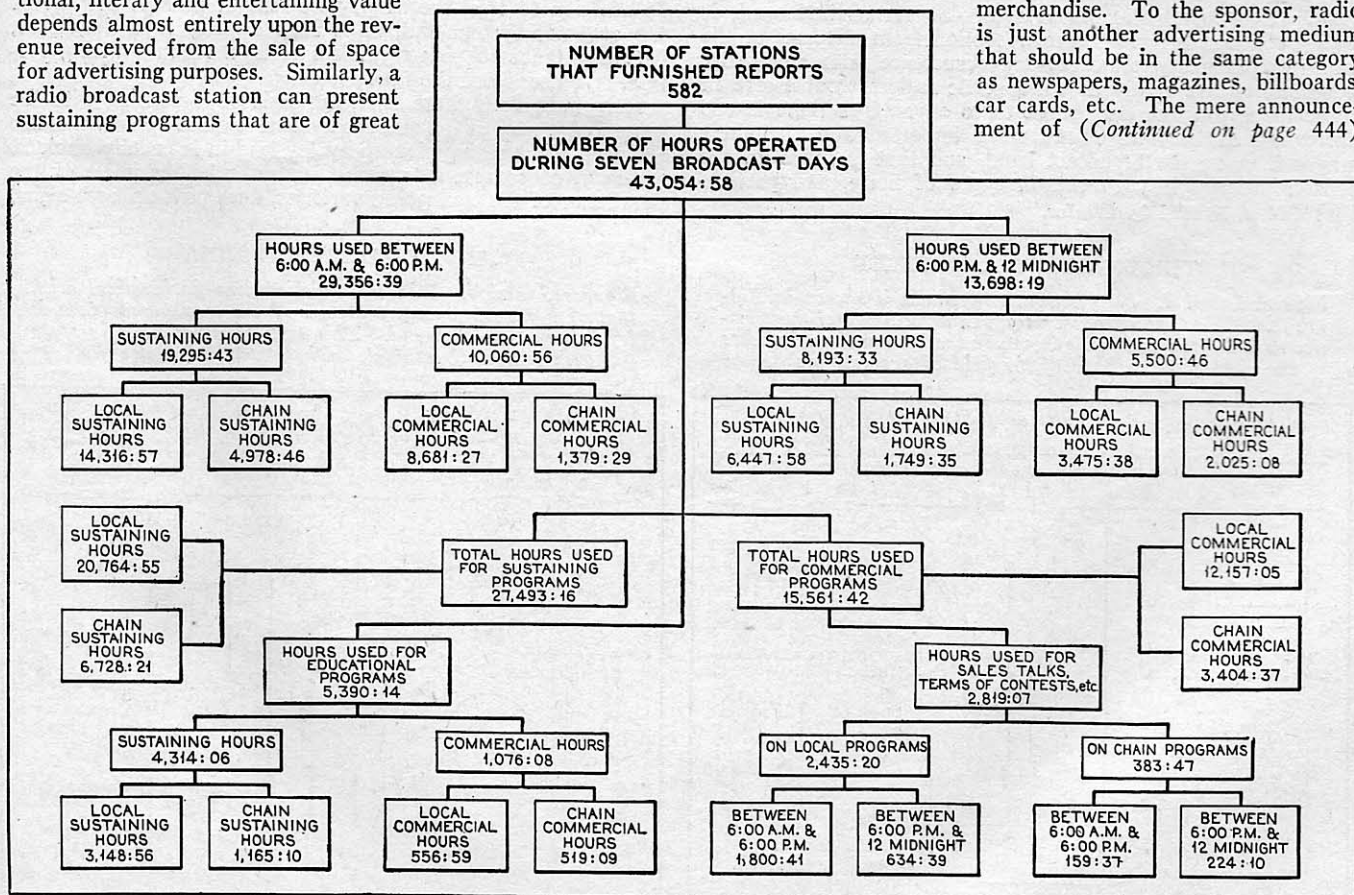 tional, literary and entertaining value
depends almost entirely upon the rev-
enue received from the sale of space
for advertising purposes. Similarly, a
radio broadcast station can present
sustaining programs that are of great
merchandise. To the sponsor, radio
is just another advertising medium
that should be in the same category
as newspapers, magazines, billboards
car cards, etc. The mere announce-
ment of (Continued on page 444)
NUMBER OF STATIONS
THAT FURNISHED REPORTS
582
NUMBER OF HOURS OPERATED
DURING SEVEN BROADCAST DAYS
43,054:58
HOURS USED BETWEEN
6:00 A.M. & 6:00 P.M.
29,356:39
HOURS USED BETWEEN
6:00 P.M. & 12 MIDNIGHT
13,698:19
SUSTAINING HOURS
19,295:43
COMMERCIAL HOURS
10,060:56
SUSTAINING HOURS
8,193:33
COMMERCIAL HOURS
5,500:46
LOCAL
SUSTAINING
HOURS
14,316:57
CHAIN
SUSTAINING
HOURS
4,978:46
LOCAL
COMMERCIAL
HOURS
8,681:27
CHAIN
COMMERCIAL
HOURS
1,379:29
LOCAL
SUSTAINING
HOURS
6,447:58
CHAIN
SUSTAINING
HOURS
1,749:35
LOCAL
COMMERCIAL
HOURS
3,475:38
CHAIN
COMMERCIAL
HOURS
2,025:08
LOCAL
SUSTAINING
HOURS
20,764:55
CHAIN
SUSTAINING
HOURS
6,728:21
TOTAL HOURS USED
FOR SUSTAINING
PROGRAMS
27,493:16
TOTAL HOURS USED
FOR COMMERCIAL
PROGRAMS
15,561:42
LOCAL
COMMERCIAL
HOURS
12,157:05
CHAIN
COMMERCIAL
HOURS
3,404:37
HOURS USED FOR
EDUCATIONAL
PROGRAMS
5,390:14
HOURS USED FOR
SALES TALKS,
TERMS OF CONTESTS,etc
2,819:07
SUSTAINING HOURS
4,314:06
COMMERCIAL HOURS
1,076:08
ON LOCAL PROGRAMS
2,435:20
ON CHAIN PROGRAMS
383:47
LOCAL
SUSTAINING
HOURS
3,148:56
CHAIN
SUSTAINING
HOURS
1,165:10
LOCAL
COMMERCIAL
HOURS
556:59
CHAIN
COMMERCIAL
HOURS
519:09
BETWEEN
6:00 A.M. &
6:00 P.M.
1,800:41
BETWEEN
6:00 P.M. &
12 MIDNIGHT
634:39
BETWEEN
6:00 A.M. &
6:00 P.M.
159:37
BETWEEN
6:00 P.M. &
12 MIDNIGHT
224:10